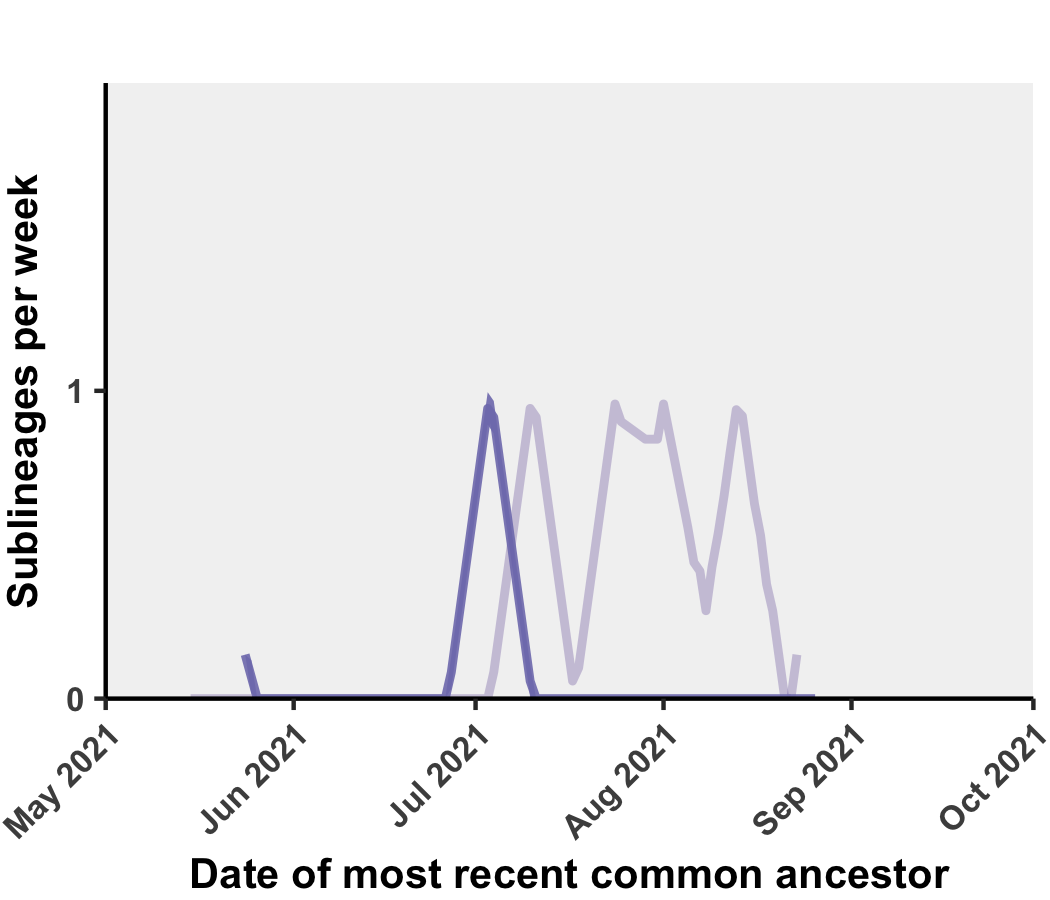 Sublineages per week
1
0
May 2021
Jun 2021
Jul 2021
Aug 2021
Sep 2021
Oct 2021
Date of most recent common ancestor